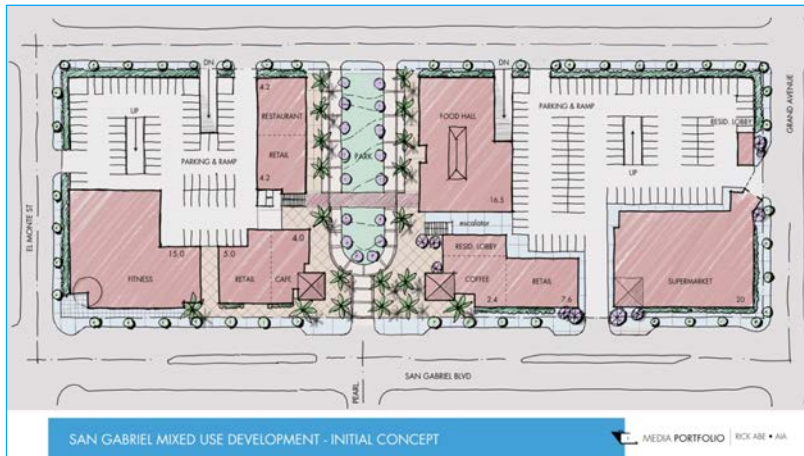 DN
DN
4.2
RESTAURANT
FOOD HALL
PARKING & RAMP
GRAND AVENUE
UP
RESID. LOBBY
PARKING & RAMP
RETAIL
PARK
UP
4.2
16.5
EL MONTE ST
escalator
15.0
5.0
4.0
RESID. LOBBY
FITNESS
RETAIL
CAFE
COFFEE
RETAIL
SUPERMARKET
2.4
7.6
20
SAN GABRIEL BLVD
PEARL
SAN GABRIEL MIXED USE DEVELOPMENT - INITIAL CONCEPT
MEDIA PORTFOLIO | RICK ABE • AIA